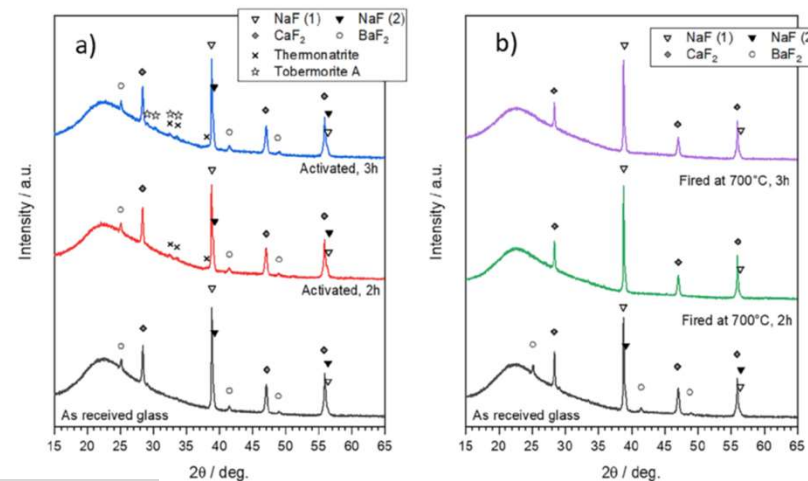 a)
NaF (1) NaF (2)
CaF₂ BaF₂
Thermonatrite
Tobermorite A
Activated, 3h
Activated, 2h
As received glass
Intensity / a.u.
15 20 25 30 35 40 45 50 55 60 65
2θ / deg.
b)
NaF (1) NaF (2
CaF₂ BaF₂
Fired at 700°C, 3h
Fired at 700°C, 2h
As received glass
Intensity / a.u.
15 20 25 30 35 40 45 50 55 60 65
2θ / deg.